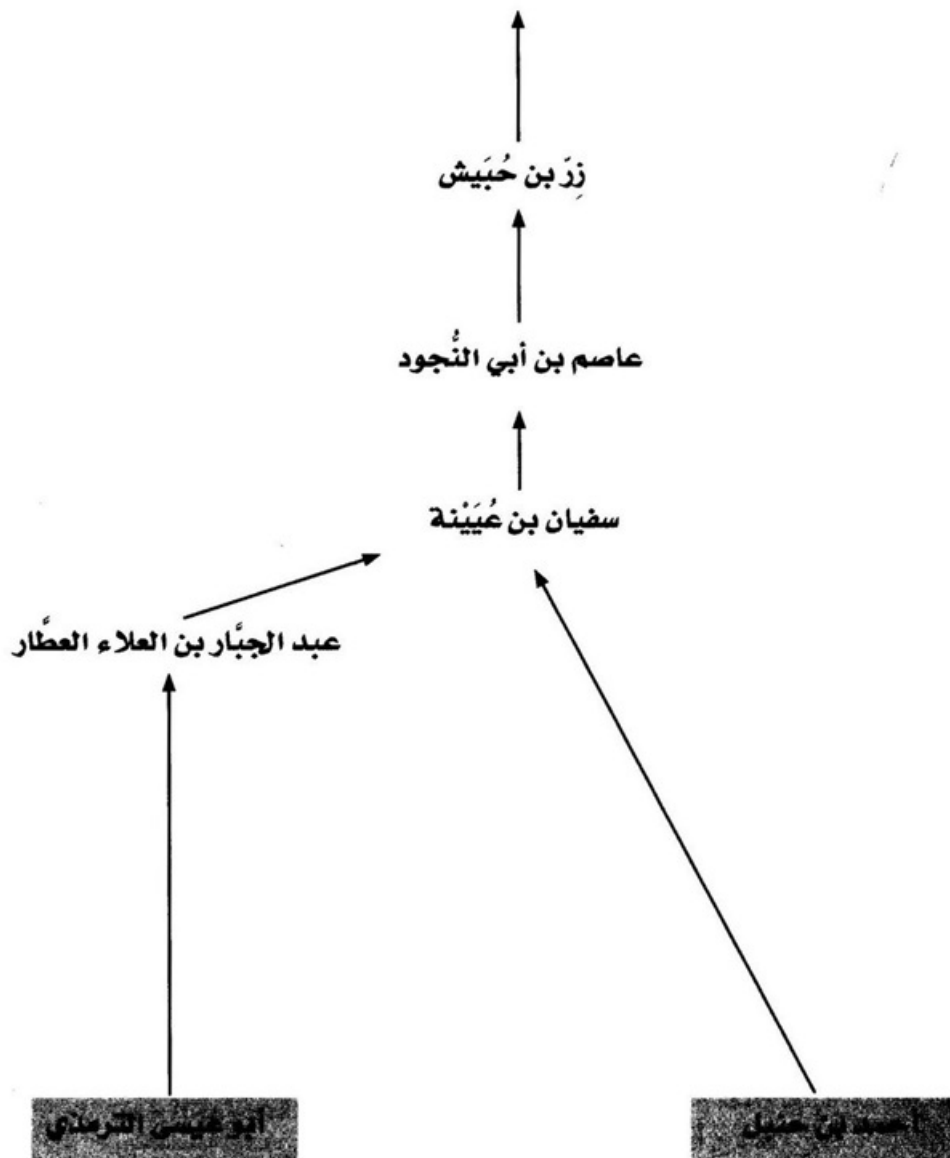 زِرّ بن حُبَيش
عاصم بن أبي النُّجود
سفيان بن عُيَيْنة
عبد الجبَّار بن العلاء العطَّار
أحمد بن حنبل
أبو عيسى الترمذي